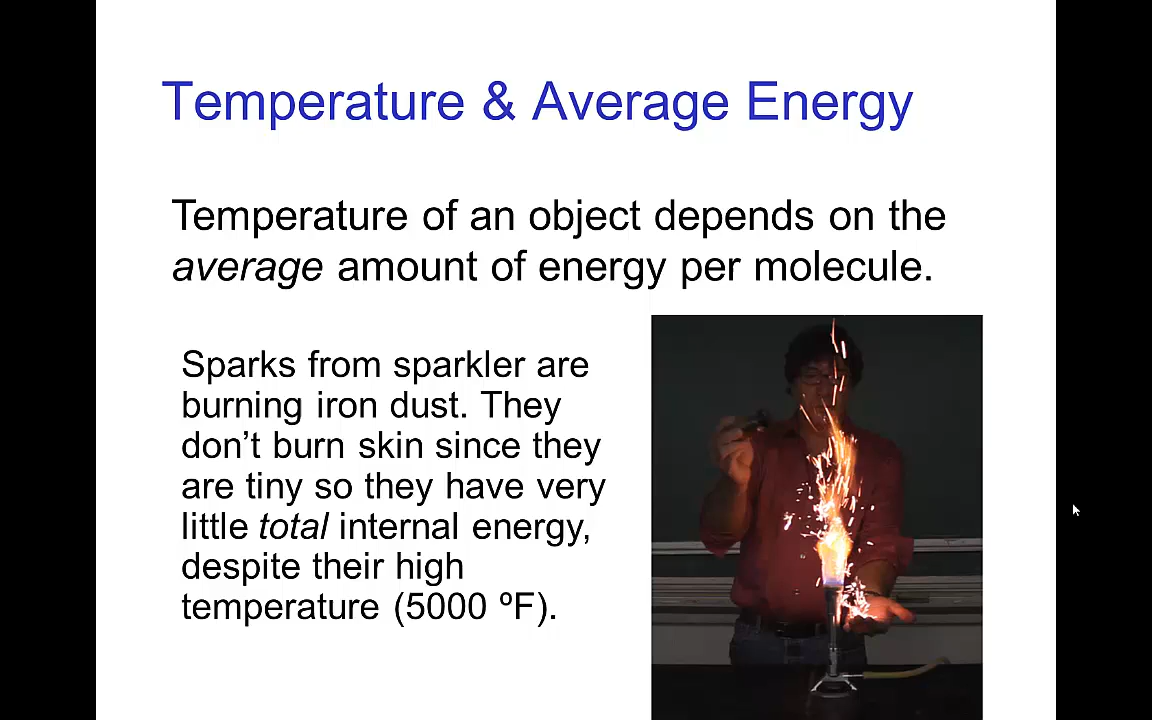 Temperature & Average Energy
Temperature of an object depends on the
average amount of energy per molecule.
Sparks from sparkler are
burning iron dust. They
don’t burn skin since they
are tiny so they have very
little total internal energy,
despite their high
temperature (5000 ºF).